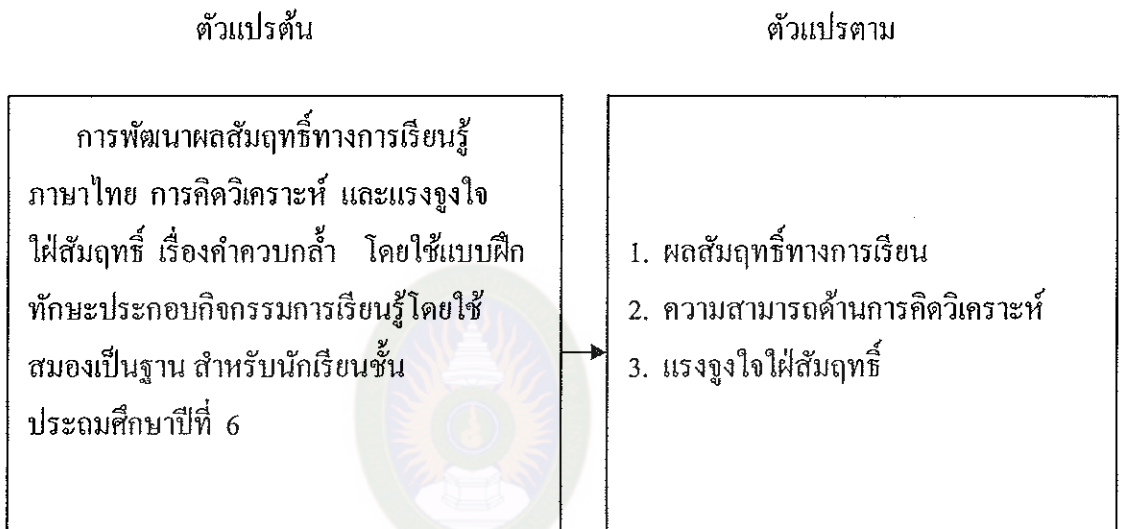 ตัวแปรต้น
ตัวแปรตาม
การพัฒนาผลสัมฤทธิ์ทางการเรียนรู้
ภาษาไทย การคิดวิเคราะห์ และแรงจูงใจ
ใฝ่สัมฤทธิ์ เรื่องคำควบกล้ำ โดยใช้แบบฝึก
ทักษะประกอบกิจกรรมการเรียนรู้โดยใช้
สมองเป็นฐาน สำหรับนักเรียนชั้น
ประถมศึกษาปีที่ 6
1. ผลสัมฤทธิ์ทางการเรียน
2. ความสามารถด้านการคิดวิเคราะห์
3. แรงจูงใจใฝ่สัมฤทธิ์